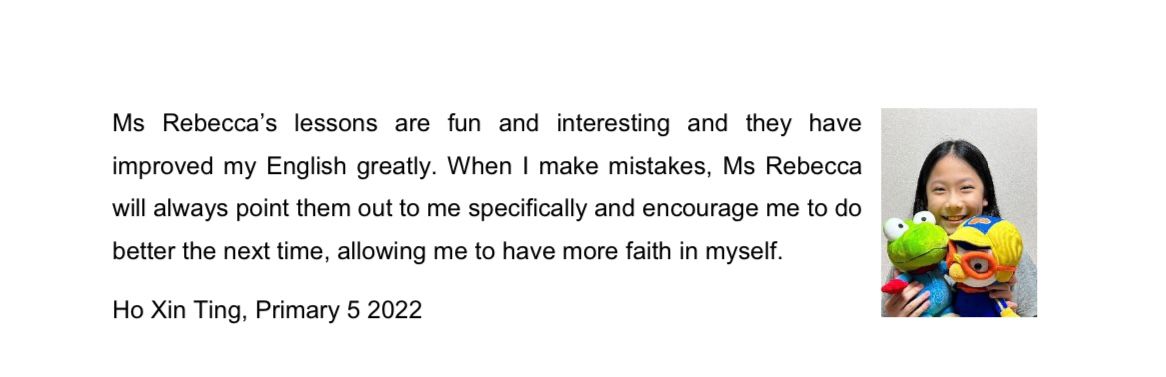 Ms Rebecca’s lessons are fun and interesting and they have
improved my English greatly. When I make mistakes, Ms Rebecca
will always point them out to me specifically and encourage me to do
better the next time, allowing me to have more faith in myself.
Ho Xin Ting, Primary 5 2022